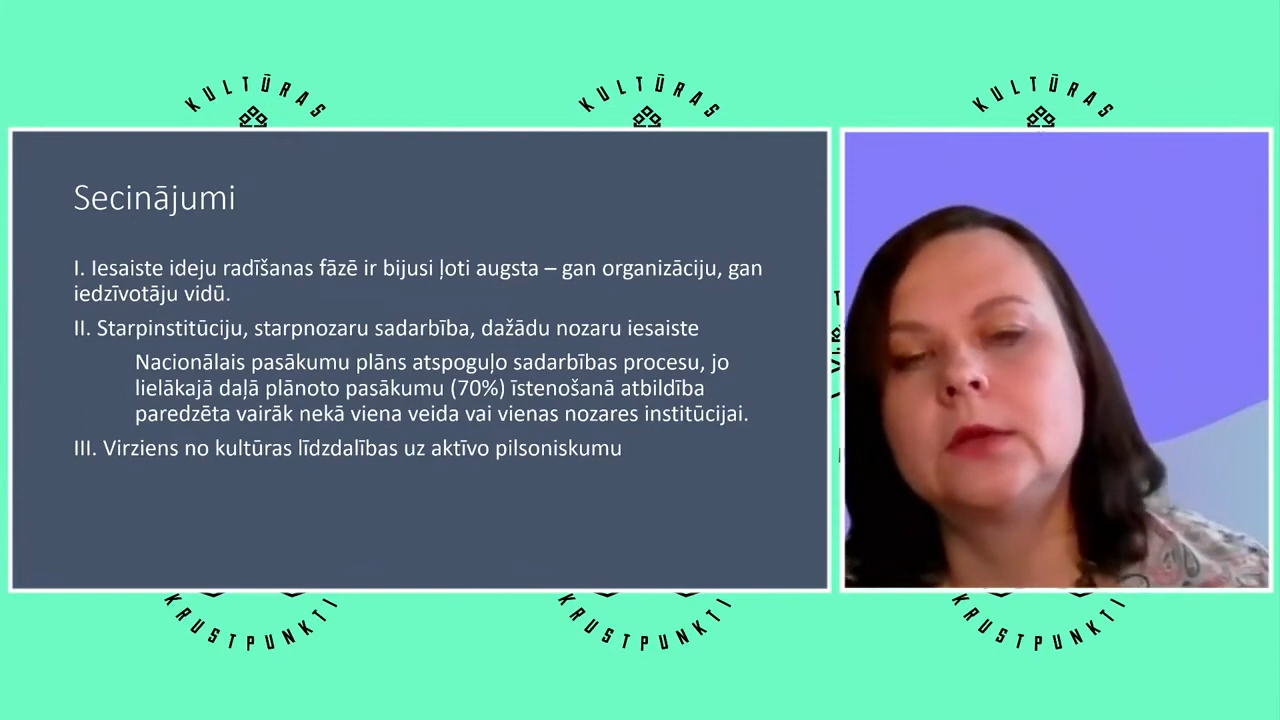 KULTŪRAS
KULTŪRAS
KULTŪRAS
Secinājumi
I. Iesaiste ideju radīšanas fāzē ir bijusi ļoti augsta – gan organizāciju, gan
iedzīvotāju vidū.
II. Starpinstitūciju, starpnozaru sadarbība, dažādu nozaru iesaiste
Nacionālais pasākumu plāns atspoguļo sadarbības procesu, jo
lielākajā daļā plānoto pasākumu (70%) īstenošanā atbildība
paredzēta vairāk nekā viena veida vai vienas nozares institūcijai.
III. Virziens no kultūras līdzdalības uz aktīvo pilsoniskumu
KRUSTPUNKTI
KRUSTPUNKTI
KRUSTPUNKTI